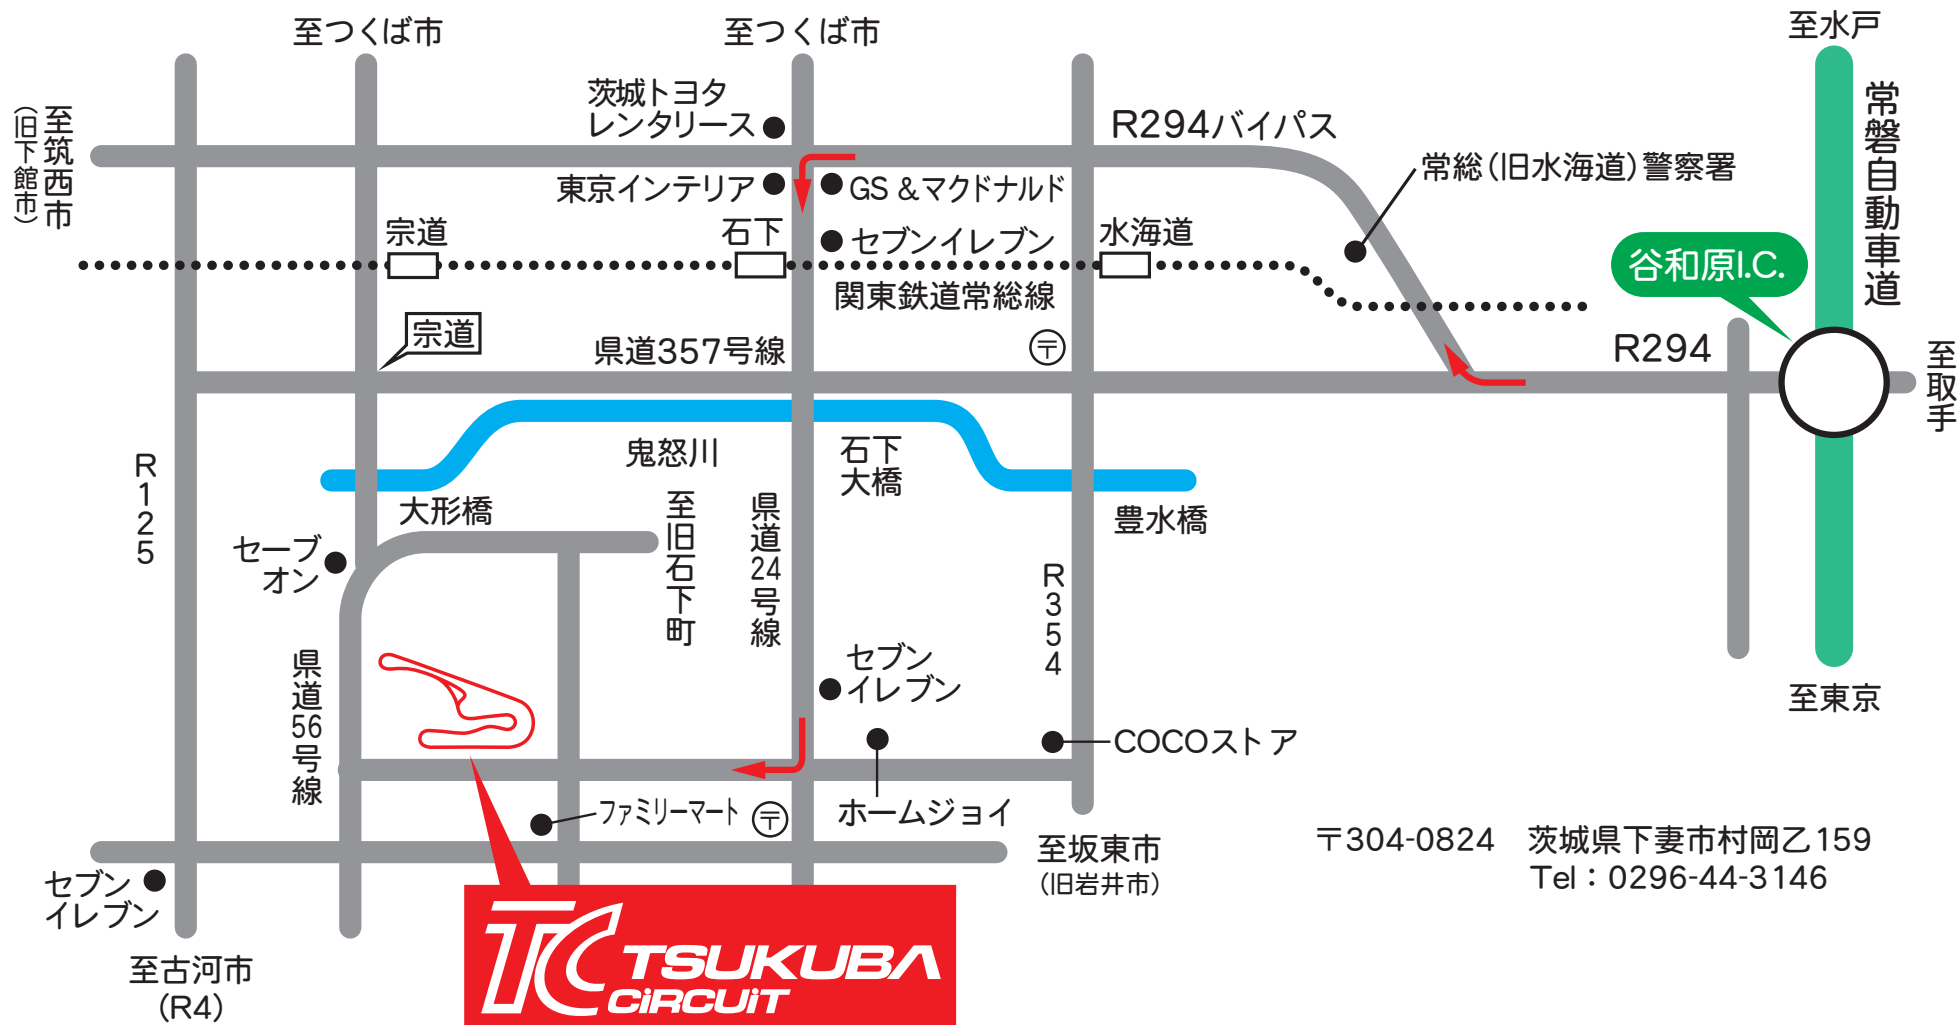 至つくば市
至つくば市
至水戸
茨城トヨタ
レンタリース
R294バイパス
常磐自動車道
至筑西市
(旧下館市)
常総(旧水海道)警察署
東京インテリア
GS &マクドナルド
宗道
石下
セブンイレブン
水海道
谷和原I.C.
関東鉄道常総線
宗道
県道357号線
〒
R294
至取手
鬼怒川
石下
大橋
R125
大形橋
至旧石下町
県道24号線
豊水橋
セーブ
オン
R354
県道56号線
セブン
イレブン
COCOストア
ファミリーマート
〒
ホームジョイ
至坂東市
(旧岩井市)
〒304-0824 茨城県下妻市村岡乙159
Tel：0296-44-3146
セブン
イレブン
至古河市
(R4)
TC TSUKUBA
CiRCUiT